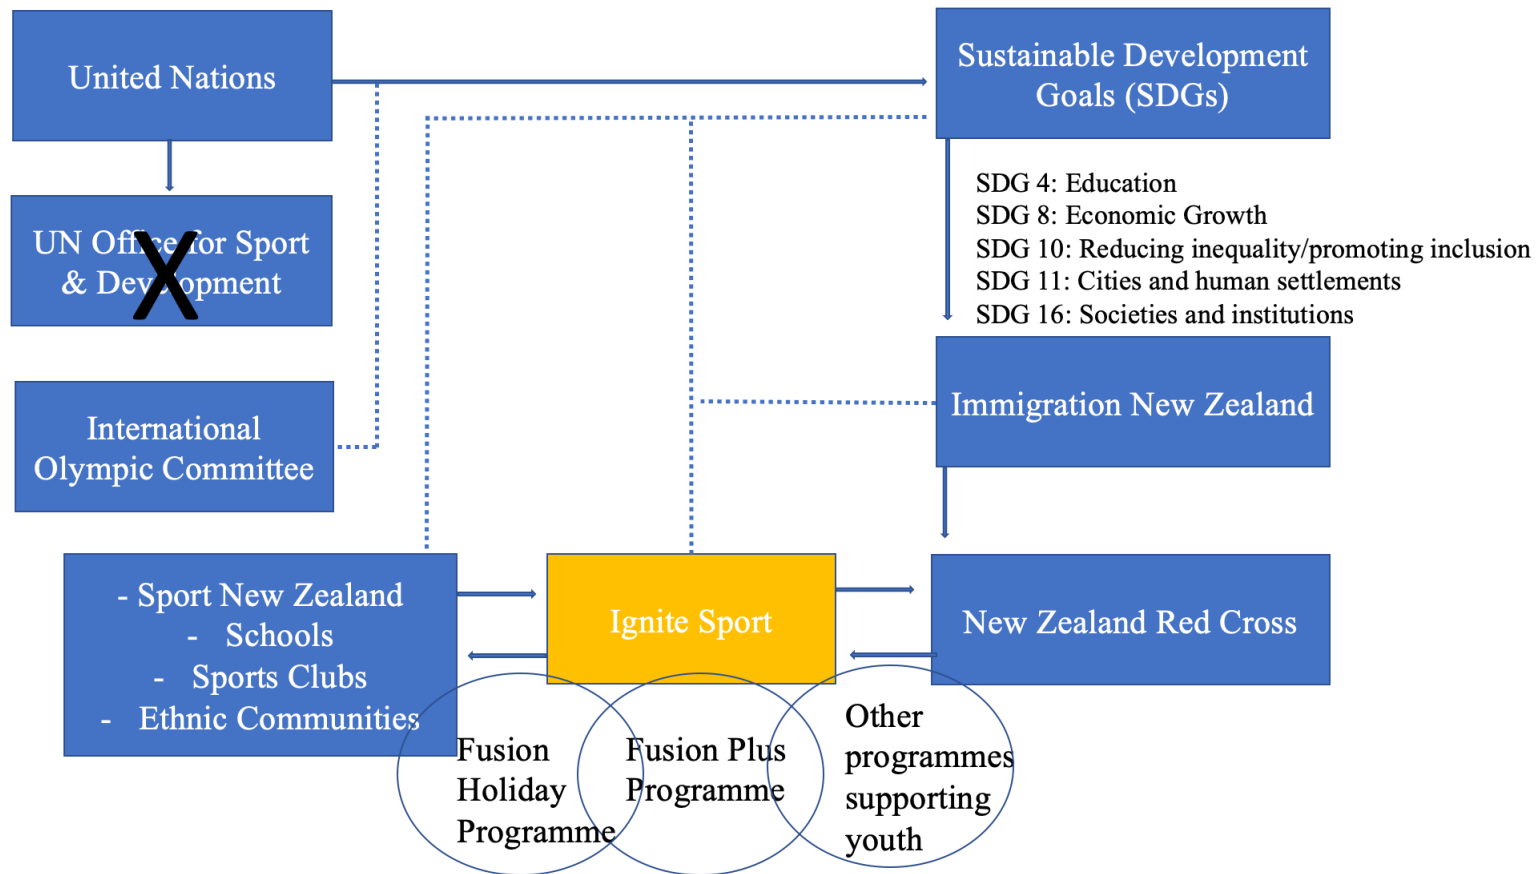 United Nations
Sustainable Development
Goals (SDGs)
SDG 4: Education
SDG 8: Economic Growth
SDG 10: Reducing inequality/promoting inclusion
SDG 11: Cities and human settlements
SDG 16: Societies and institutions
UN Office for Sport
& Development
X
International
Olympic Committee
Immigration New Zealand
- Sport New Zealand
- Schools
- Sports Clubs
- Ethnic Communities
Ignite Sport
New Zealand Red Cross
Fusion
Holiday
Programme
Fusion Plus
Programme
Other
programmes
supporting
youth